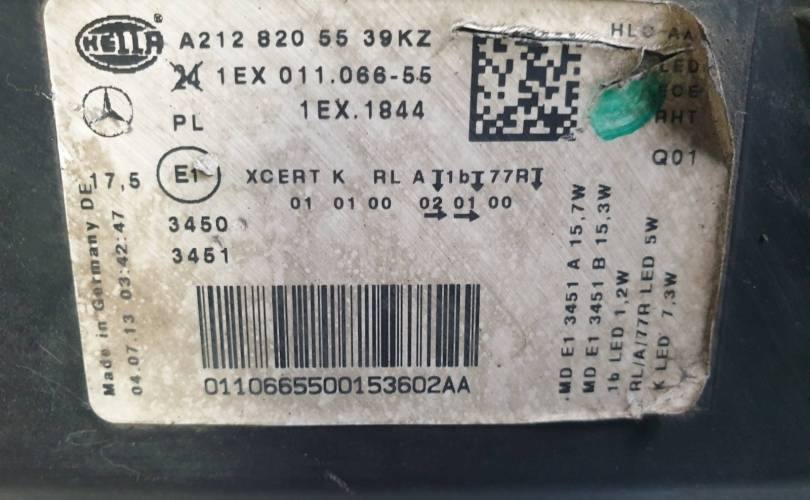 HELLA
A212 820 55 39KZ
1EX 011.066-55
PL
1EX.1844
HLC AA
LED
ECE
RHT
Q01
17,5
E1
XCERT K RL A 1b 77R
01 01 00 02 01 00
3450
3451
0110665500153602AA
Made in Germany DE
04.07.13 03:42:47
MD E1 3451 A 15,7W
MD E1 3451 B 15,3W
1b LED 1,2W
RL/A/77R LED 5W
K LED 7,3W